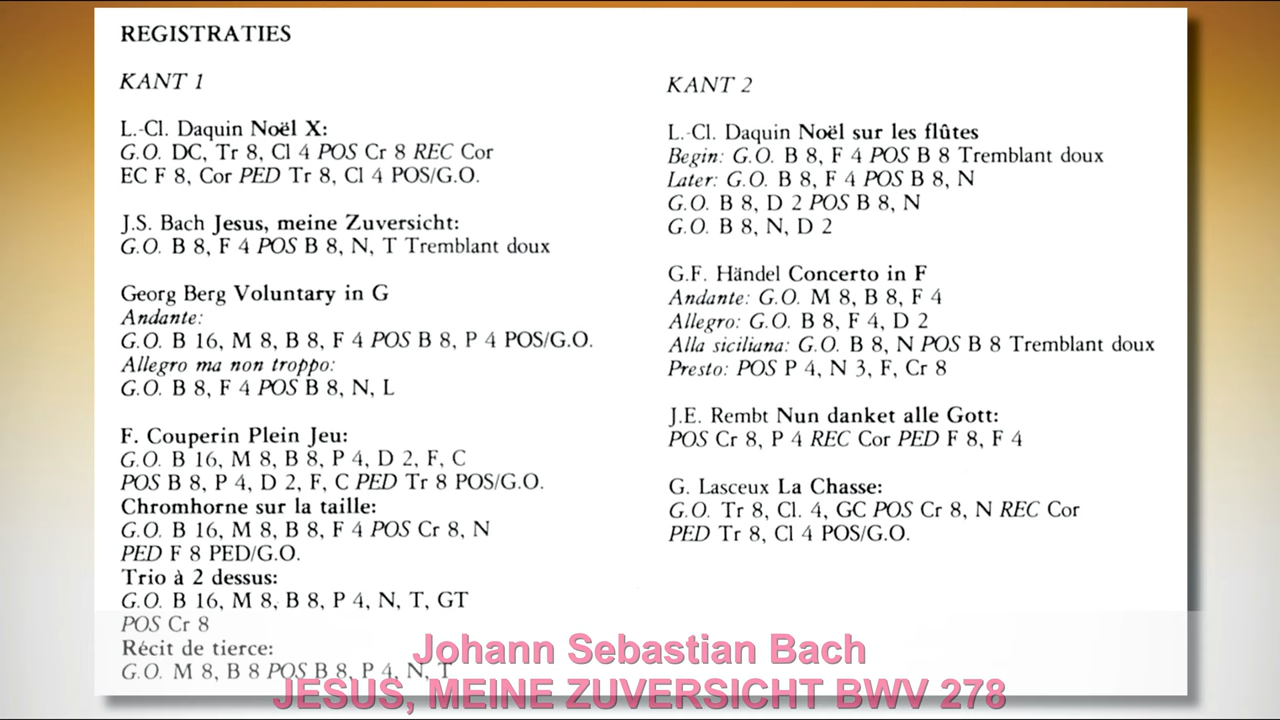 REGISTRATIES
KANT 1
L.-Cl. Daquin Noël X:
G.O. DC, Tr 8, Cl 4 POS Cr 8 REC Cor
EC F 8, Cor PED Tr 8, Cl 4 POS/G.O.
J.S. Bach Jesus, meine Zuversicht:
G.O. B 8, F 4 POS B 8, N, T Tremblant doux
Georg Berg Voluntary in G
Andante:
G.O. B 16, M 8, B 8, F 4 POS B 8, P 4 POS/G.O.
Allegro ma non troppo:
G.O. B 8, F 4 POS B 8, N, L
F. Couperin Plein Jeu:
G.O. B 16, M 8, B 8, P 4, D 2, F, C
POS B 8, P 4, D 2, F, C PED Tr 8 POS/G.O.
Chromhorne sur la taille:
G.O. B 16, M 8, B 8, F 4 POS Cr 8, N
PED F 8 PED/G.O.
Trio à 2 dessus:
G.O. B 16, M 8, B 8, P 4, N, T, GT
POS Cr 8
Récit de tierce:
G.O. M 8, B 8 POS B 8, P 4, N, T
KANT 2
L.-Cl. Daquin Noël sur les flûtes
Begin: G.O. B 8, F 4 POS B 8 Tremblant doux
Later: G.O. B 8, F 4 POS B 8, N
G.O. B 8, D 2 POS B 8, N
G.O. B 8, N, D 2
G.F. Händel Concerto in F
Andante: G.O. M 8, B 8, F 4
Allegro: G.O. B 8, F 4, D 2
Alla siciliana: G.O. B 8, N POS B 8 Tremblant doux
Presto: POS P 4, N 3, F, Cr 8
J.E. Rembt Nun danket alle Gott:
POS Cr 8, P 4 REC Cor PED F 8, F 4
G. Lasceux La Chasse:
G.O. Tr 8, Cl. 4, GC POS Cr 8, N REC Cor
PED Tr 8, Cl 4 POS/G.O.
Johann Sebastian Bach
JESUS, MEINE ZUVERSICHT BWV 278